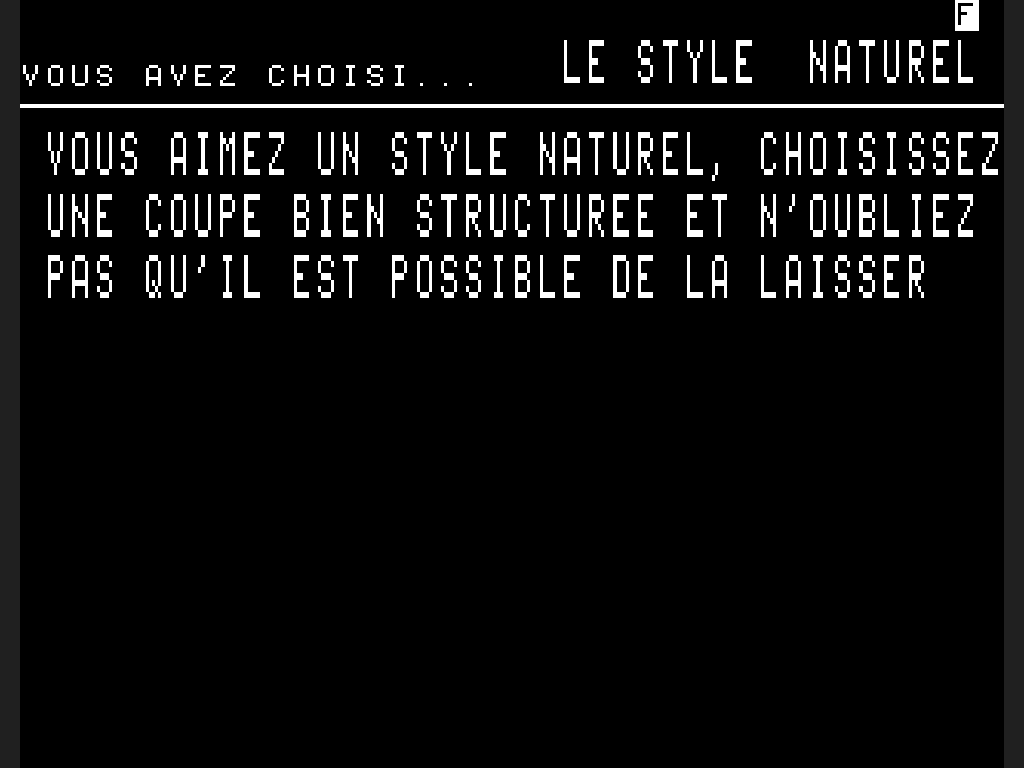 F
VOUS AVEZ CHOISI... LE STYLE NATUREL
VOUS AIMEZ UN STYLE NATUREL, CHOISISSEZ
UNE COUPE BIEN STRUCTUREE ET N'OUBLIEZ
PAS QU'IL EST POSSIBLE DE LA LAISSER